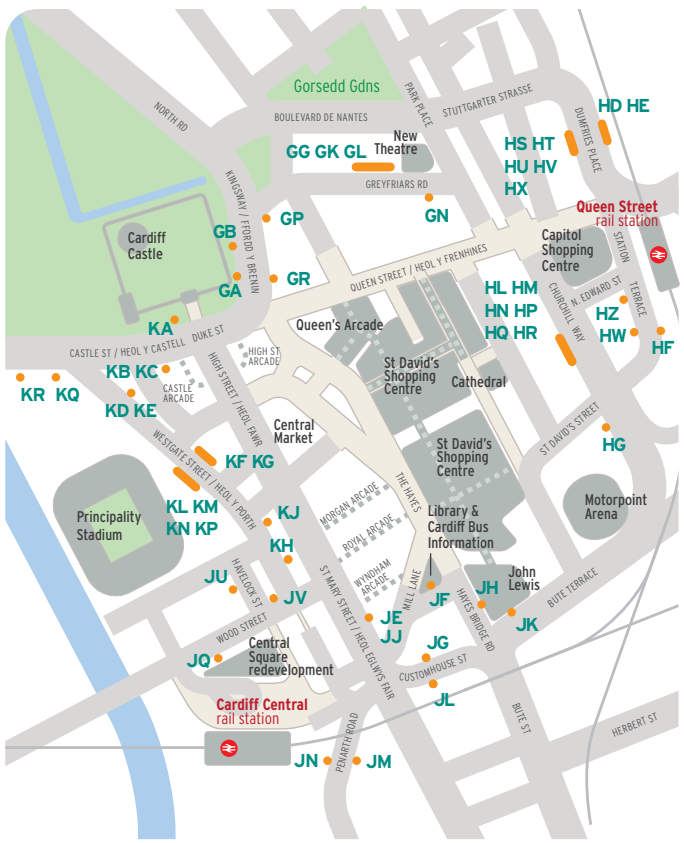 Gorsedd Gdns
NORTH RD
BOULEVARD DE NANTES
PARK PLACE
STUTTGARTER STRASSE
DUMFRIES PLACE
HD HE
New
Theatre
GG GK GL
HS HT
HU HV
HX
GREYFRIARS RD
GN
KINGSWAY / FFORDD Y BRENIN
GP
GB
Cardiff
Castle
GA
GR
QUEEN STREET / HEOL Y FRENHINES
Queen Street
rail station
Capitol
Shopping
Centre
STATION
TERRACE
N. EDWARD ST
CHURCHILL WAY
HL HM
HN HP
HQ HR
HZ
HW
HF
KA
CASTLE ST / HEOL Y CASTELL
DUKE ST
Queen's Arcade
HIGH ST
ARCADE
HIGH STREET / HEOL FAWR
St David's
Shopping
Centre
Cathedral
KR KQ
KB KC
CASTLE
ARCADE
KD KE
Central
Market
St David's
Shopping
Centre
ST DAVID'S STREET
HG
WESTGATE STREET / HEOL Y PORTH
KF KG
THE HAYES
KL KM
KN KP
Principality
Stadium
Motorpoint
Arena
MORGAN ARCADE
ROYAL ARCADE
WYNDHAM
ARCADE
Library &
Cardiff Bus
Information
KJ
KH
JU
HAVELOCK ST
JV
ST MARY STREET / HEOL EGLWYS FAIR
MILL LANE
JF
JH
John
Lewis
JK
BUTE TERRACE
HAYES BRIDGE RD
JE
JJ
WOOD STREET
JQ
Central
Square
redevelopment
JG
CUSTOMHOUSE ST
JL
Cardiff Central
rail station
BUTE ST
HERBERT ST
PENARTH ROAD
JN
JM